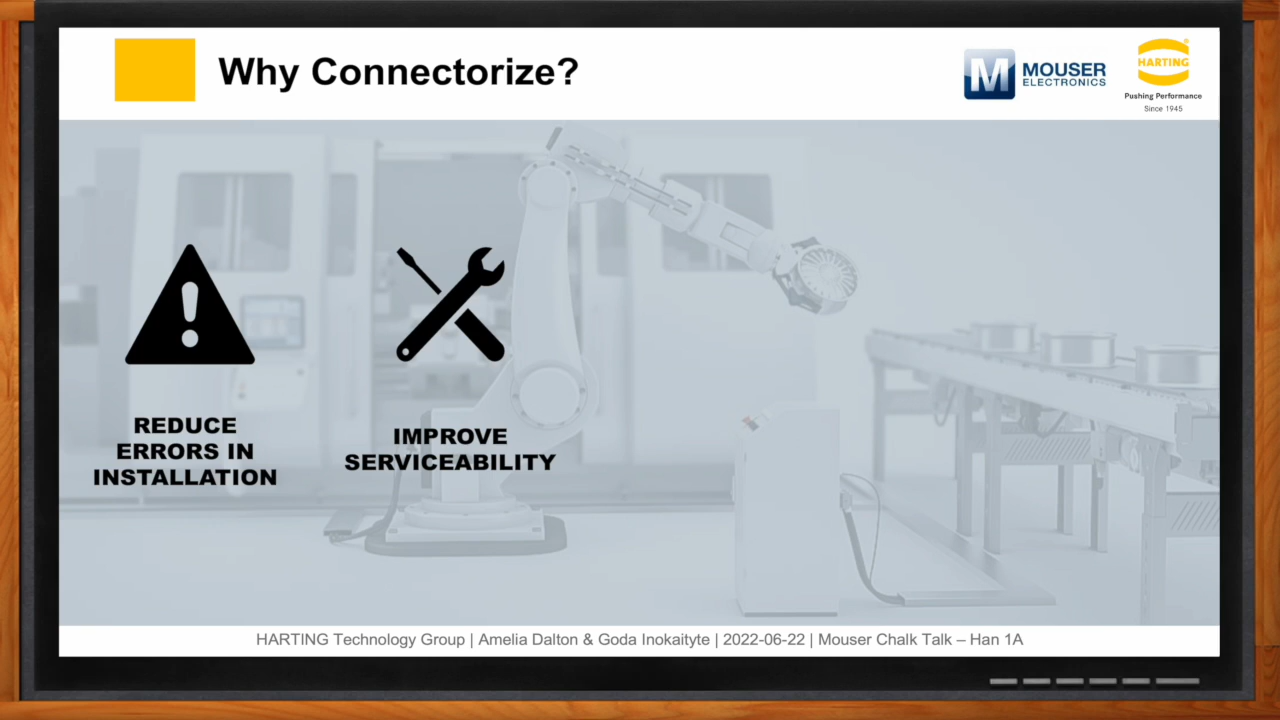 Why Connectorize?
M MOUSER
ELECTRONICS
HARTING
Pushing Performance
Since 1945
REDUCE
ERRORS IN
INSTALLATION
IMPROVE
SERVICEABILITY
HARTING Technology Group | Amelia Dalton & Goda Inokaityte | 2022-06-22 | Mouser Chalk Talk – Han 1A